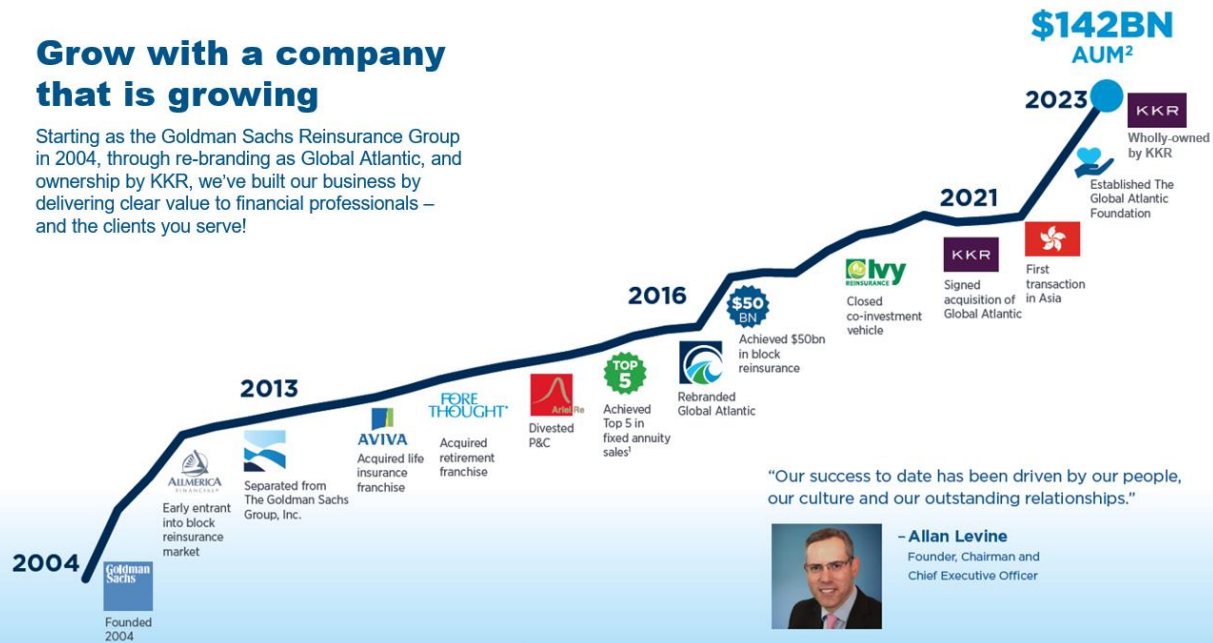 $142BN
AUM²
Grow with a company
that is growing
Starting as the Goldman Sachs Reinsurance Group
in 2004, through re-branding as Global Atlantic, and
ownership by KKR, we've built our business by
delivering clear value to financial professionals –
and the clients you serve!
2004
Goldman
Sachs
Founded
2004
ALLMERICA
FINANCIAL®
Early entrant
into block
reinsurance
market
2013
Separated from
The Goldman Sachs
Group, Inc.
AVIVA
Acquired life
insurance
franchise
FORE
THOUGHT®
Acquired
retirement
franchise
Ariel Re
Divested
P&C
TOP
5
Achieved
Top 5 in
fixed annuity
sales¹
2016
Rebranded
Global Atlantic
$50
BN
Achieved $50bn
in block
reinsurance
Ivy
REINSURANCE
Closed
co-investment
vehicle
2021
KKR
Signed
acquisition of
Global Atlantic
First
transaction
in Asia
Established The
Global Atlantic
Foundation
2023
KKR
Wholly-owned
by KKR
“Our success to date has been driven by our people,
our culture and our outstanding relationships.”
– Allan Levine
Founder, Chairman and
Chief Executive Officer